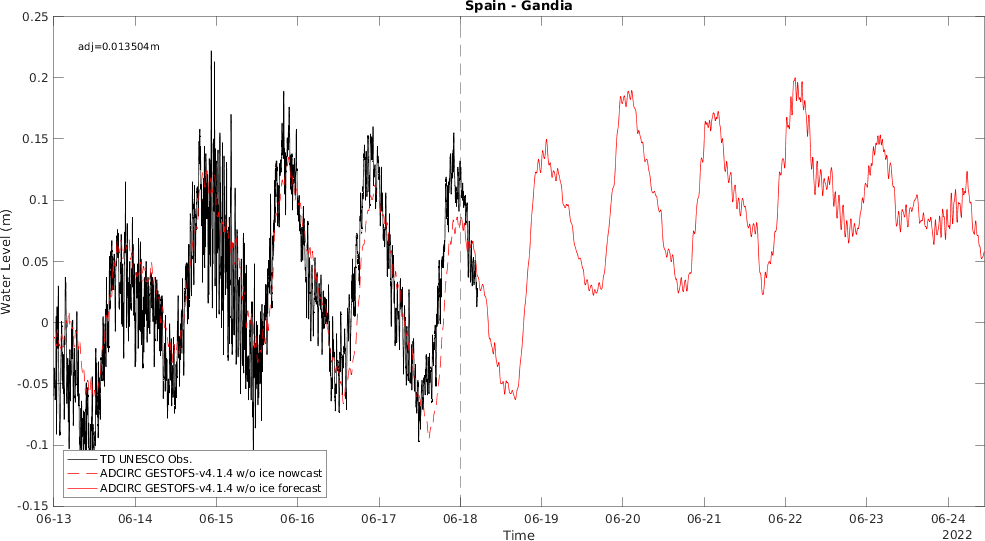 Spain - Gandia
0.25
adj=0.013504m
0.2
0.15
0.1
0.05
0
-0.05
-0.1
-0.15
Water Level (m)
TD UNESCO Obs.
ADCIRC GESTOFS-v4.1.4 w/o ice nowcast
ADCIRC GESTOFS-v4.1.4 w/o ice forecast
06-13 06-14 06-15 06-16 06-17 06-18 06-19 06-20 06-21 06-22 06-23 06-24
Time
2022